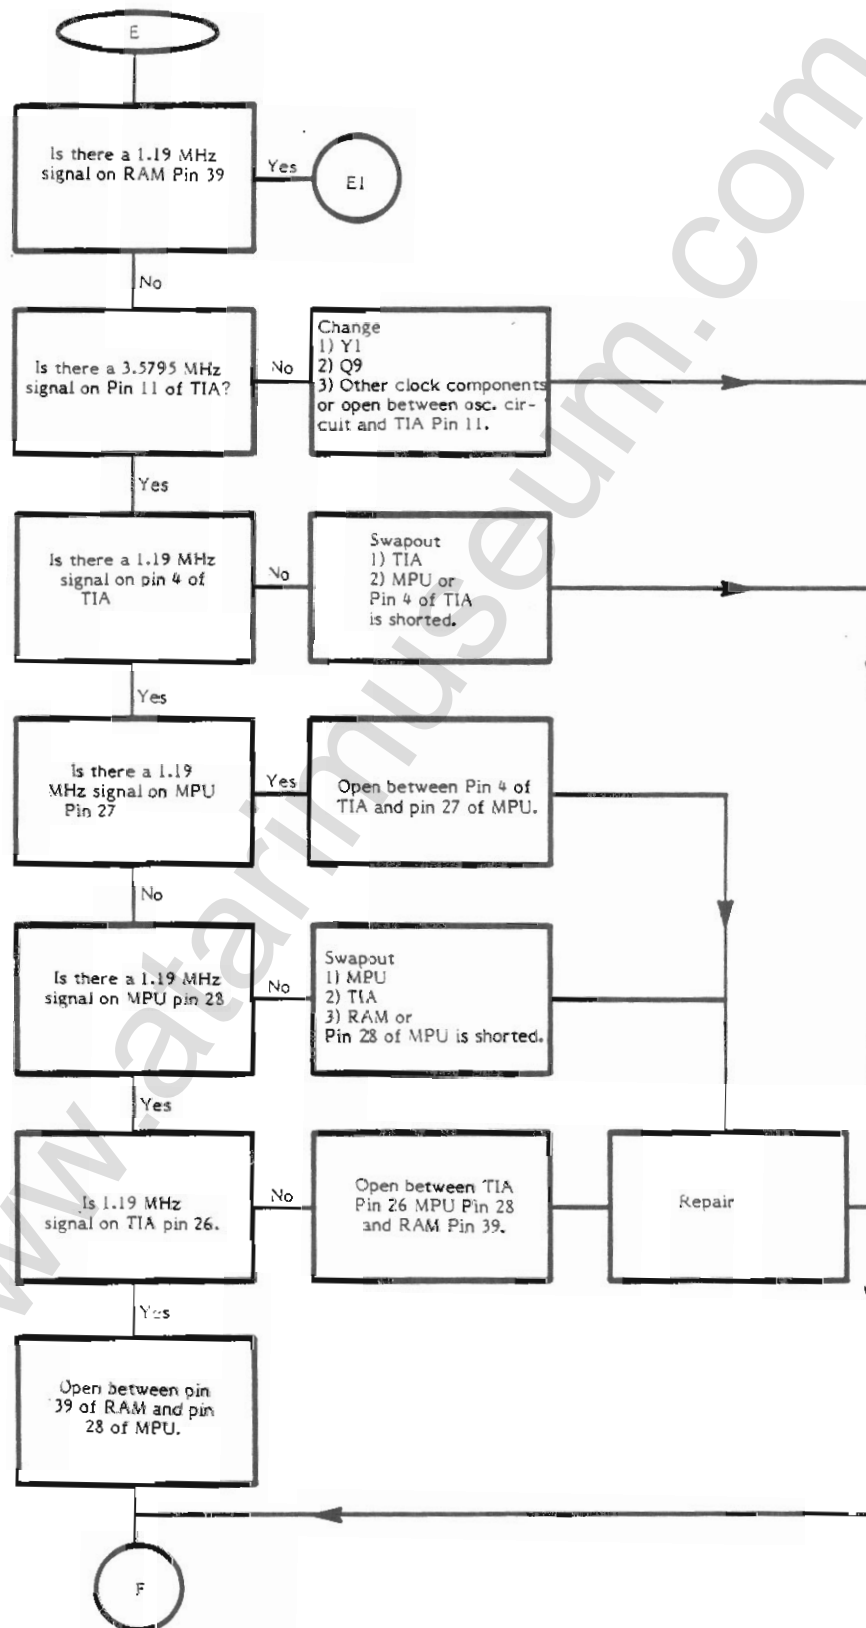 E
Is there a 1.19 MHz
signal on RAM Pin 39
Yes
E1
No
Is there a 3.5795 MHz
signal on Pin 11 of TIA?
No
Change
1) Y1
2) Q9
3) Other clock components
or open between osc. cir-
cuit and TIA Pin 11.
Yes
Is there a 1.19 MHz
signal on pin 4 of
TIA
No
Swapout
1) TIA
2) MPU or
Pin 4 of TIA
is shorted.
Yes
Is there a 1.19
MHz signal on MPU
Pin 27
Yes
Open between Pin 4 of
TIA and pin 27 of MPU.
No
Is there a 1.19 MHz
signal on MPU pin 28
No
Swapout
1) MPU
2) TIA
3) RAM or
Pin 28 of MPU is shorted.
Yes
Is 1.19 MHz
signal on TIA pin 26.
No
Open between TIA
Pin 26 MPU Pin 28
and RAM Pin 39.
Repair
Yes
Open between pin
39 of RAM and pin
28 of MPU.
F
www.atarimuseum.com